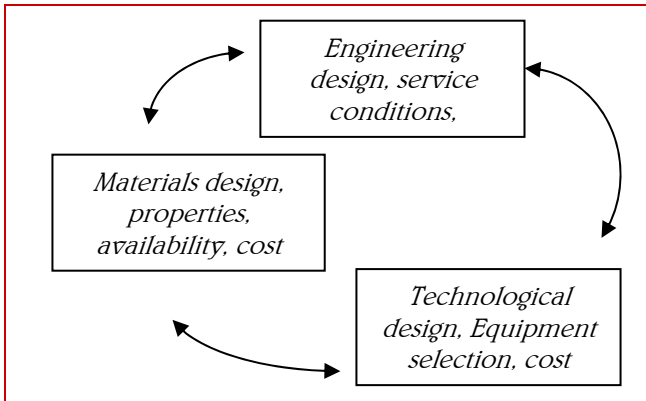 Engineering
design, service
conditions,
Materials design,
properties,
availability, cost
Technological
design, Equipment
selection, cost